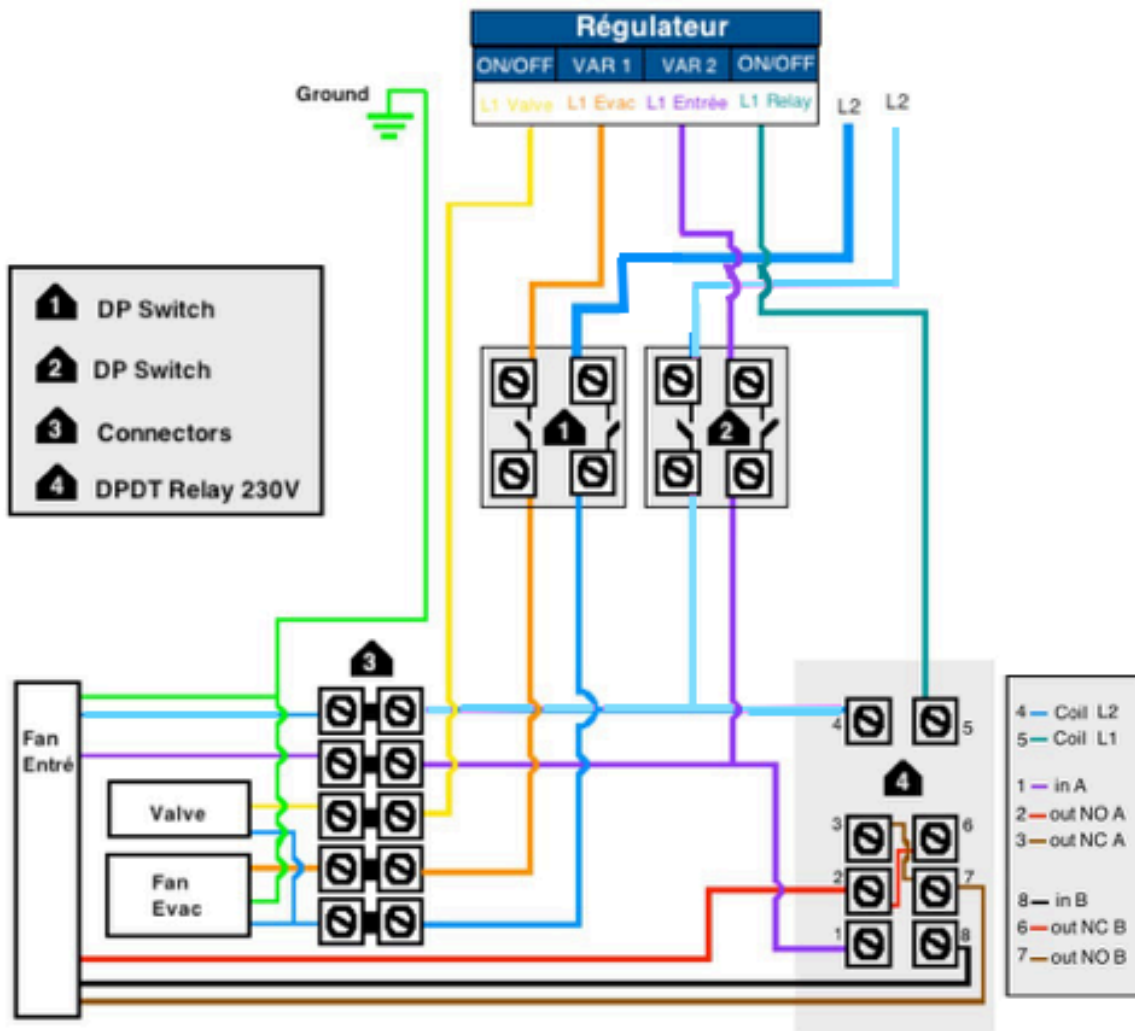 Régulateur
ON/OFF VAR 1 VAR 2 ON/OFF
L1 Valve L1 Evac L1 Entrée L1 Relay
L2
L2
Ground
1 DP Switch
2 DP Switch
3 Connectors
4 DPDT Relay 230V
1
2
3
4
Fan
Entré
Valve
Fan
Evac
4
5
3
6
2
7
1
8
4 Coil L2
5 Coil L1
1 in A
2 out NO A
3 out NC A
8 in B
6 out NC B
7 out NO B